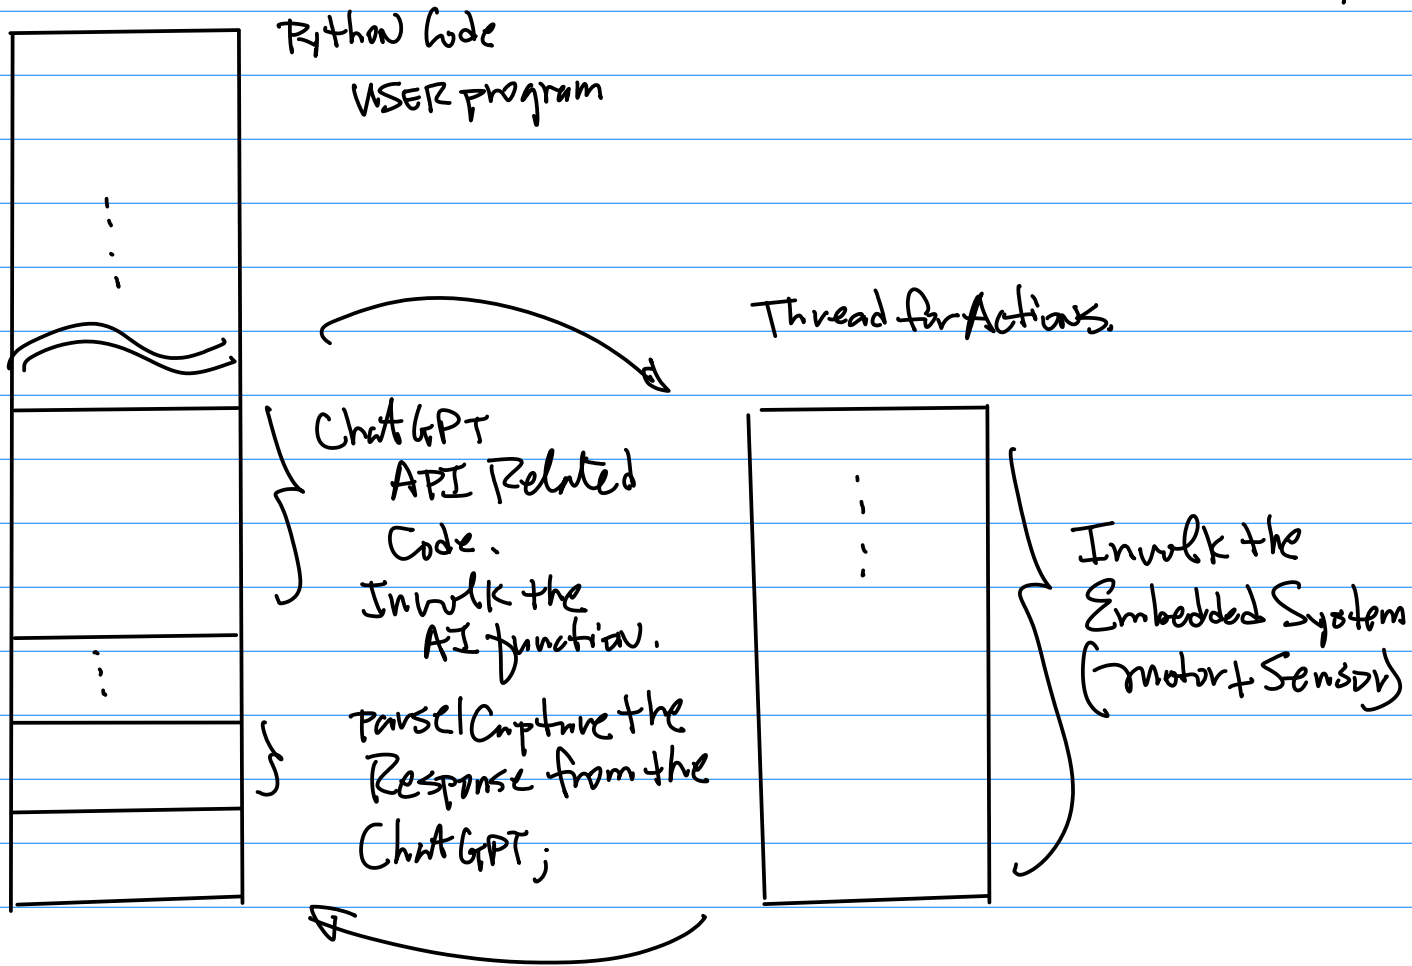 Python Code
USER program
Thread for Actions.
ChatGPT
API Related
Code.
Involk the
AI function.
parse/Capture the
Response from the
ChatGPT;
Involk the
Embedded System
(motor + Sensor)